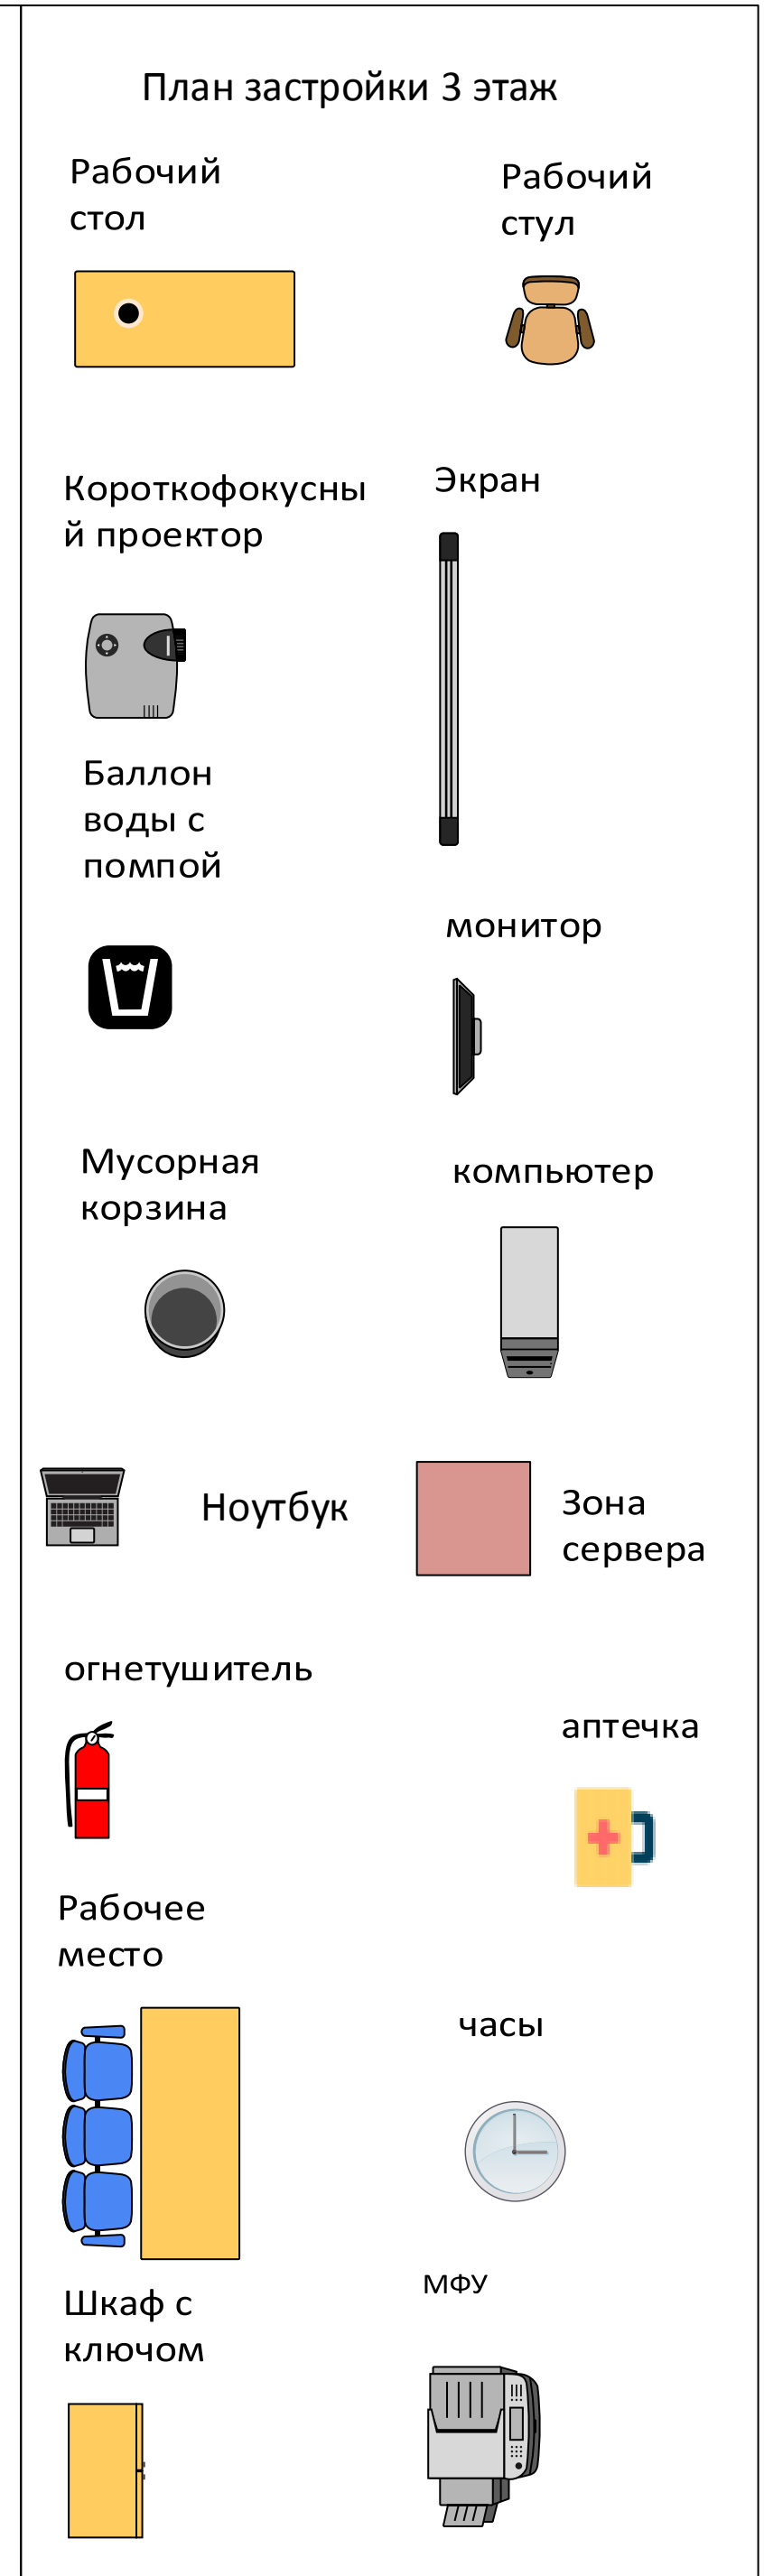 План застройки 3 этаж
Рабочий
стол
Рабочий
стул
Короткофокусны
й проектор
Экран
Баллон
воды с
помпой
монитор
Мусорная
корзина
компьютер
Ноутбук
Зона
сервера
огнетушитель
аптечка
Рабочее
место
часы
Шкаф с
ключом
МФУ